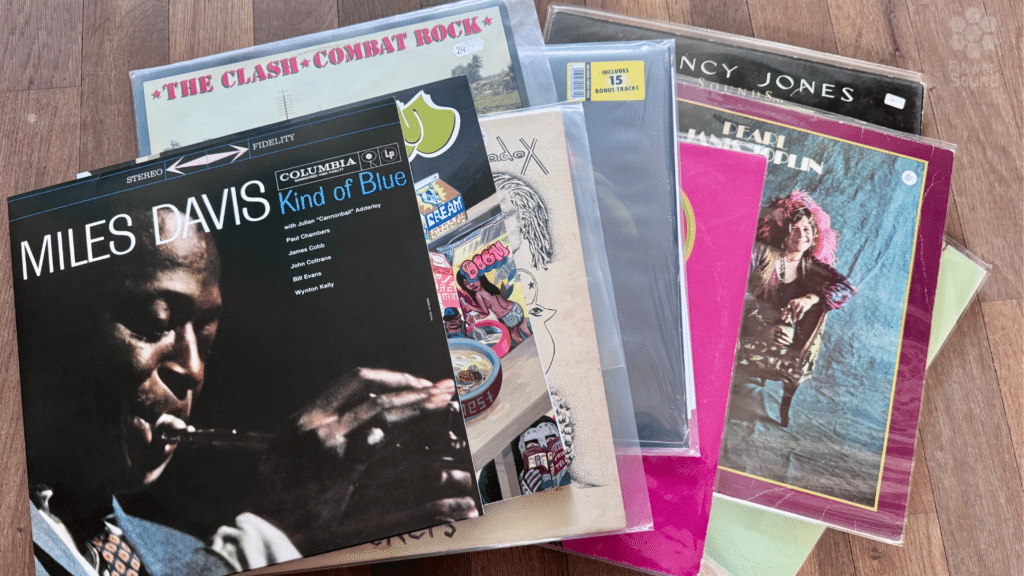 ★THE CLASH★COMBAT ROCK★
24
STEREO
FIDELITY
COLUMBIA
LP
MILES DAVIS
Kind of Blue
with Julian "Cannonball" Adderley
Paul Chambers
James Cobb
John Coltrane
Bill Evans
Wynton Kelly
CREAM
INCLUDES
15
BONUS TRACKS
NCY JONES
PEARL
JANIS JOPLIN